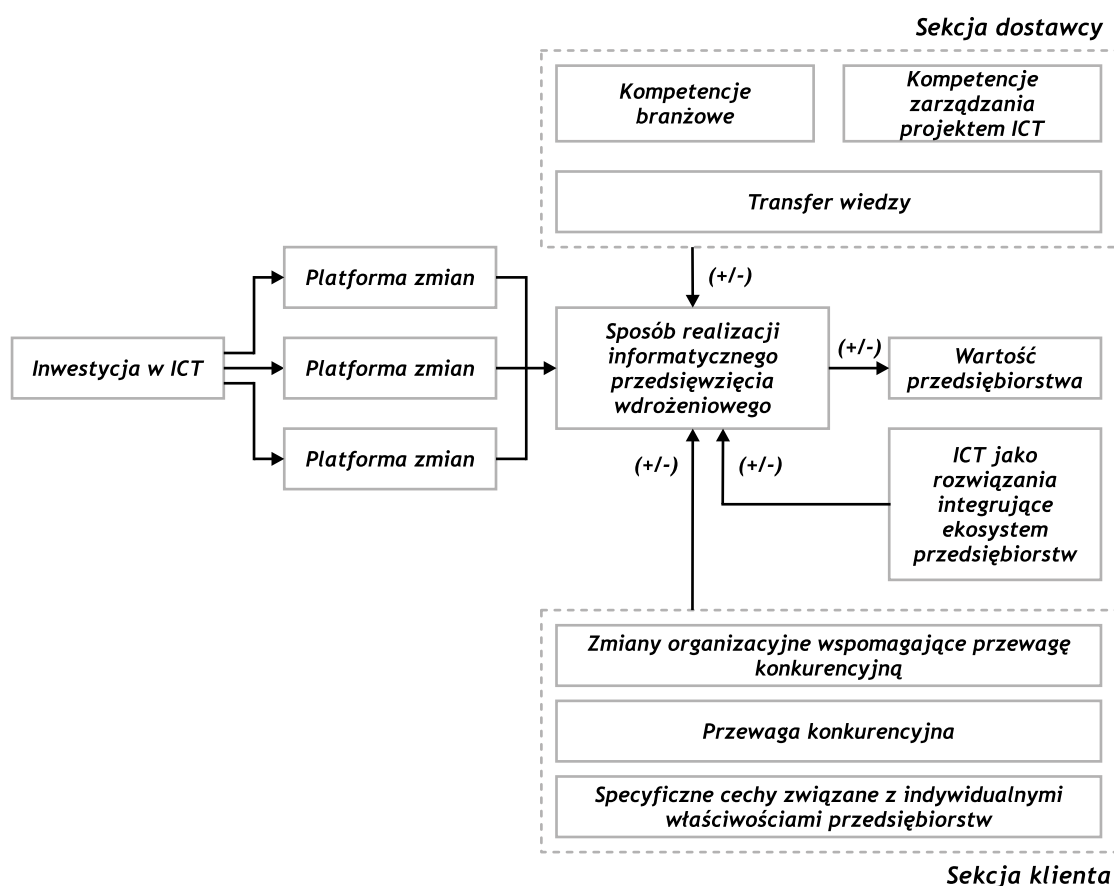 Sekcja dostawcy
Kompetencje
branżowe
Kompetencje
zarządzania
projektem ICT
Transfer wiedzy
(+/-)
Platforma zmian
Inwestycja w ICT
Platforma zmian
Platforma zmian
Sposób realizacji
informatycznego
przedsięwzięcia
wdrożeniowego
(+/-)
Wartość
przedsiębiorstwa
(+/-)
(+/-)
ICT jako
rozwiązania
integrujące
ekosystem
przedsiębiorstw
Zmiany organizacyjne wspomagające przewagę
konkurencyjną
Przewaga konkurencyjna
Specyficzne cechy związane z indywidualnymi
właściwościami przedsiębiorstw
Sekcja klienta